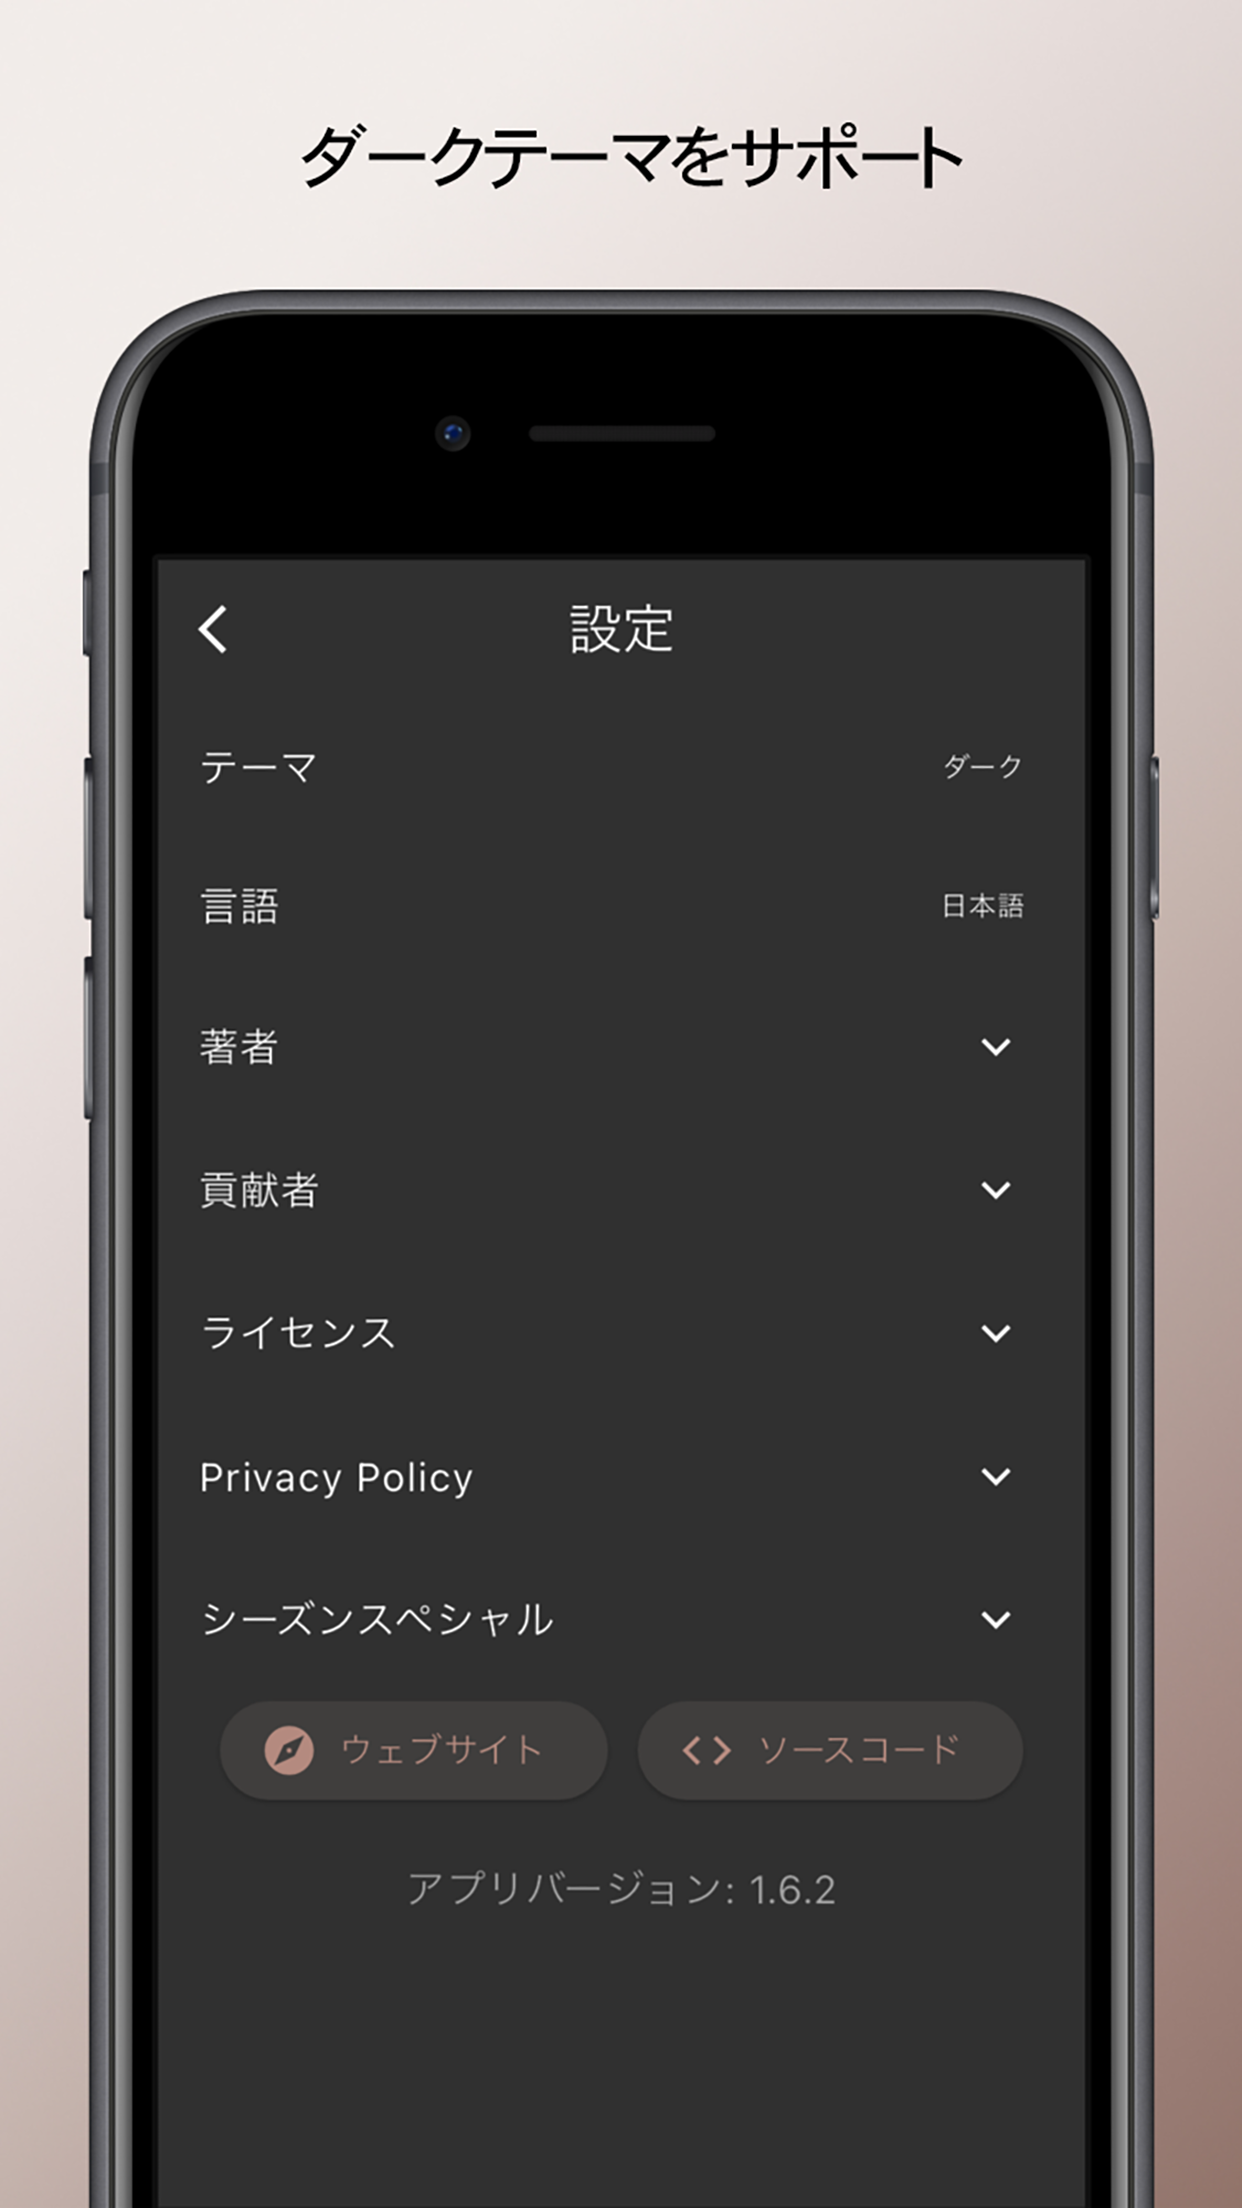 ダークテーマをサポート
設定
テーマ ダーク
言語 日本語
著者
貢献者
ライセンス
Privacy Policy
シーズンスペシャル
ウェブサイト ソースコード
アプリバージョン: 1.6.2